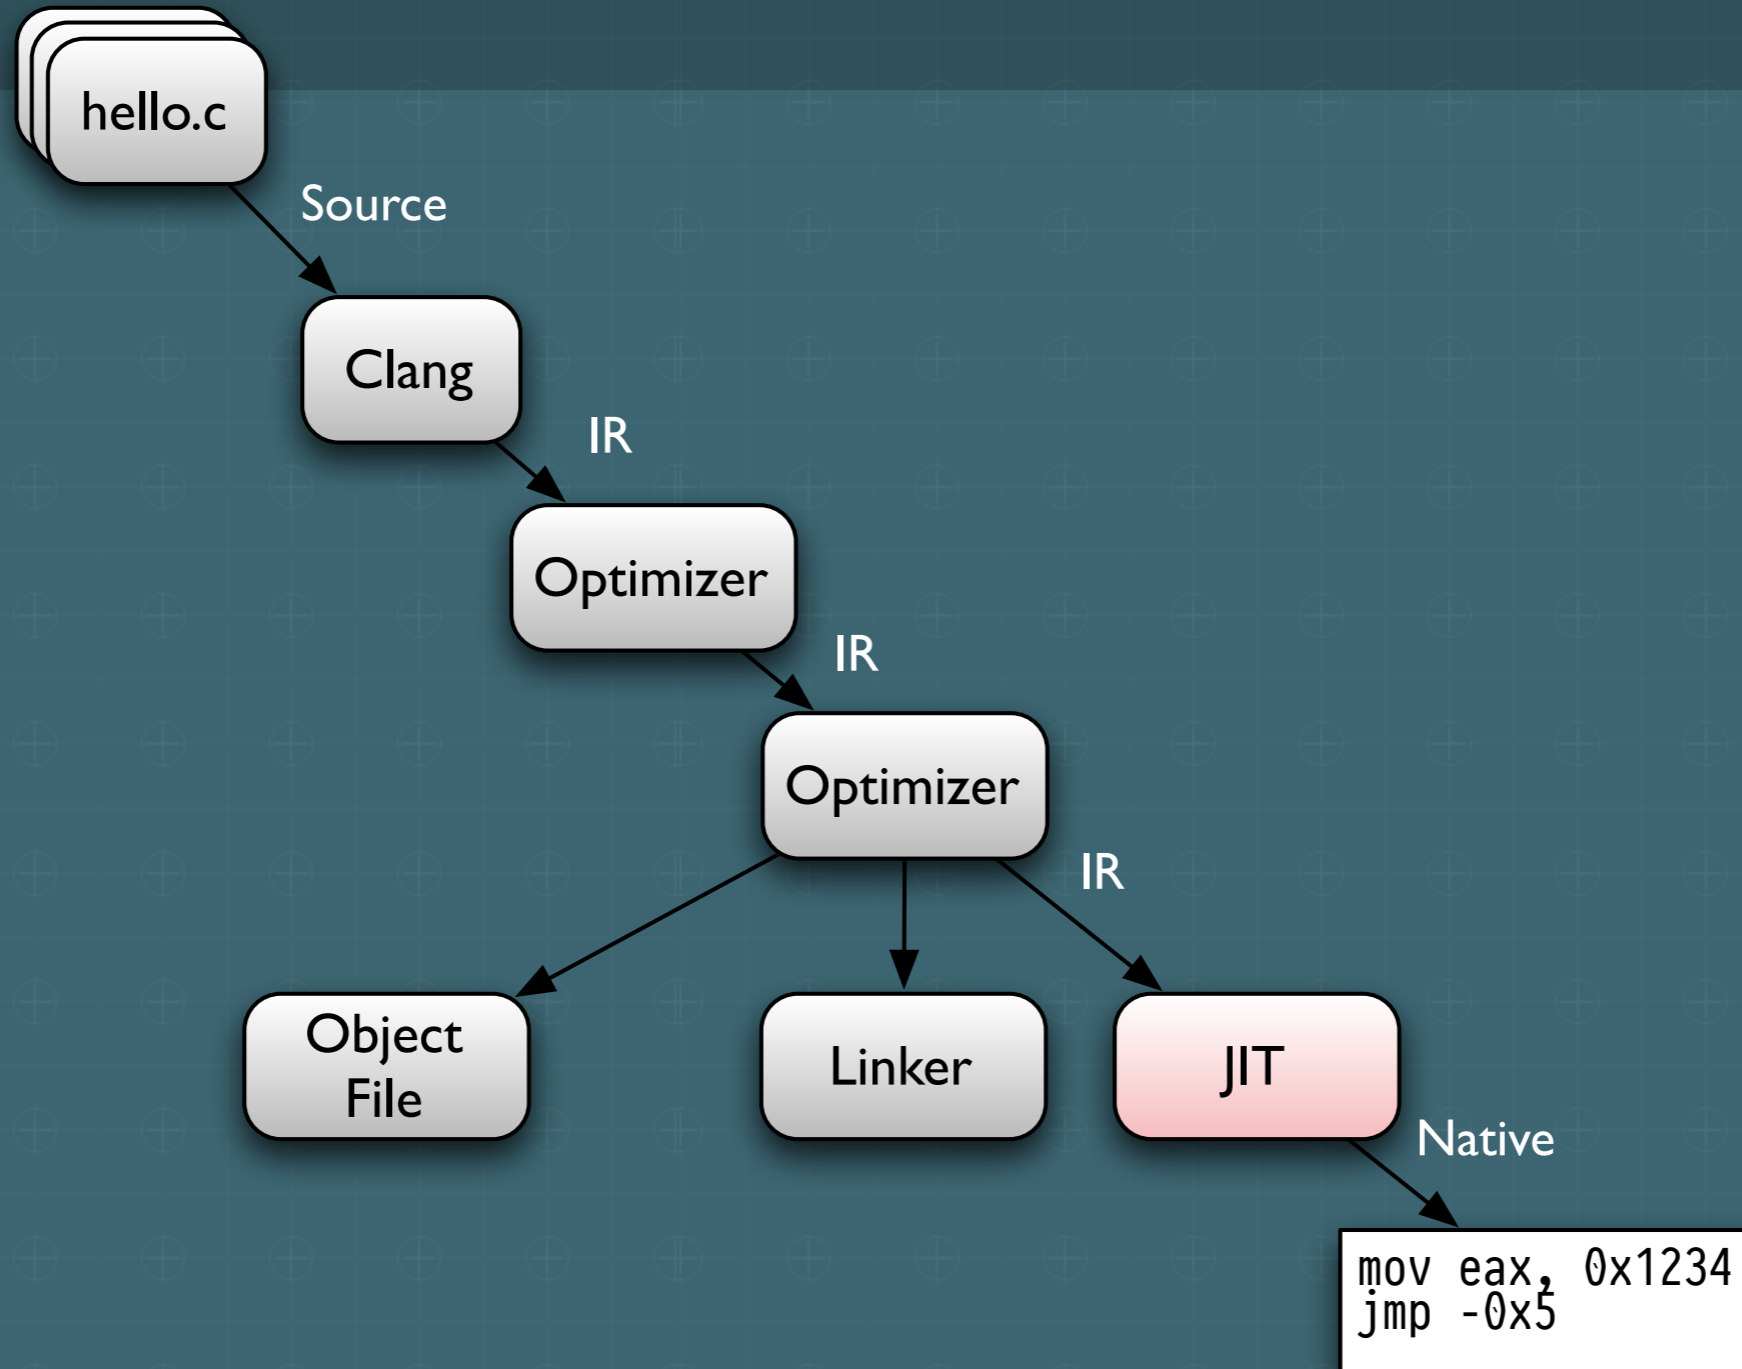 hello.c
Source
Clang
IR
Optimizer
IR
Optimizer
IR
Object
File
Linker
JIT
Native
mov eax, 0x1234
jmp -0x5